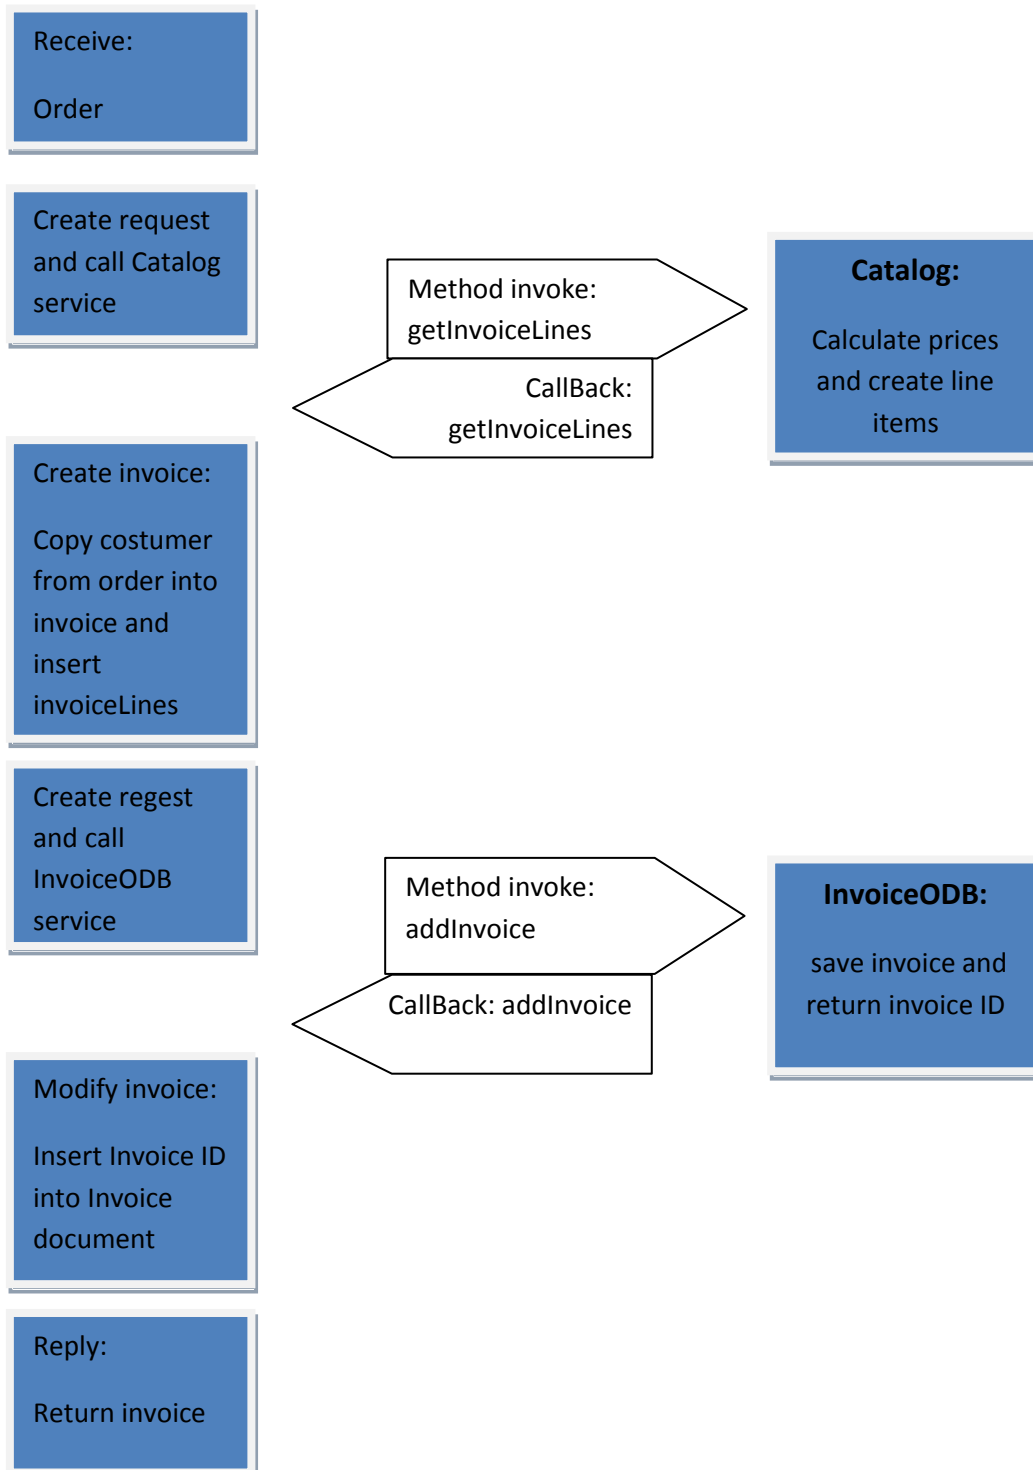 Receive:
Order
Create request
and call Catalog
service
Method invoke:
getInvoiceLines
CallBack:
getInvoiceLines
Catalog:
Calculate prices
and create line
items
Create invoice:
Copy costumer
from order into
invoice and
insert
invoiceLines
Create regest
and call
InvoiceODB
service
Method invoke:
addInvoice
CallBack: addInvoice
InvoiceODB:
save invoice and
return invoice ID
Modify invoice:
Insert Invoice ID
into Invoice
document
Reply:
Return invoice